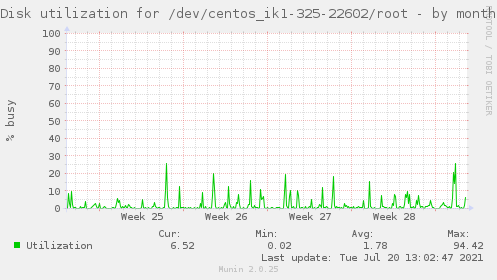 Disk utilization for /dev/centos_ik1-325-22602/root - by month
RRDTOOL / TOBI OETIKER
% busy
100
90
80
70
60
50
40
30
20
10
0
Week 25 Week 26 Week 27 Week 28
Cur: Min: Avg: Max:
Utilization 6.52 0.02 1.78 94.42
Last update: Tue Jul 20 13:02:47 2021
Munin 2.0.25